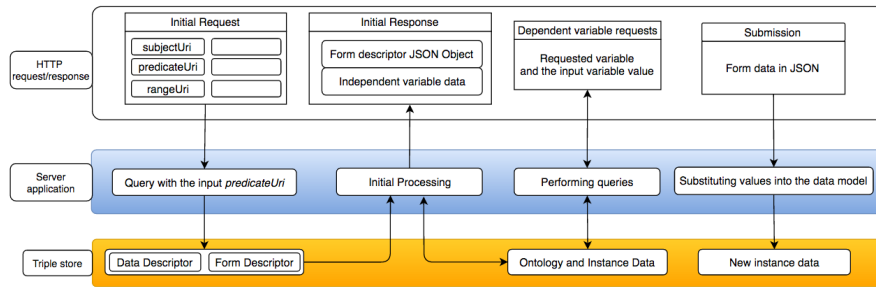 Initial Request
Initial Response
Dependent variable requests
Submission
HTTP
request/response
subjectUri
predicateUri
rangeUri
Form descriptor JSON Object
Independent variable data
Requested variable
and the input variable value
Form data in JSON
Server
application
Query with the input predicateUri
Initial Processing
Performing queries
Substituting values into the data model
Triple store
Data Descriptor
Form Descriptor
Ontology and Instance Data
New instance data